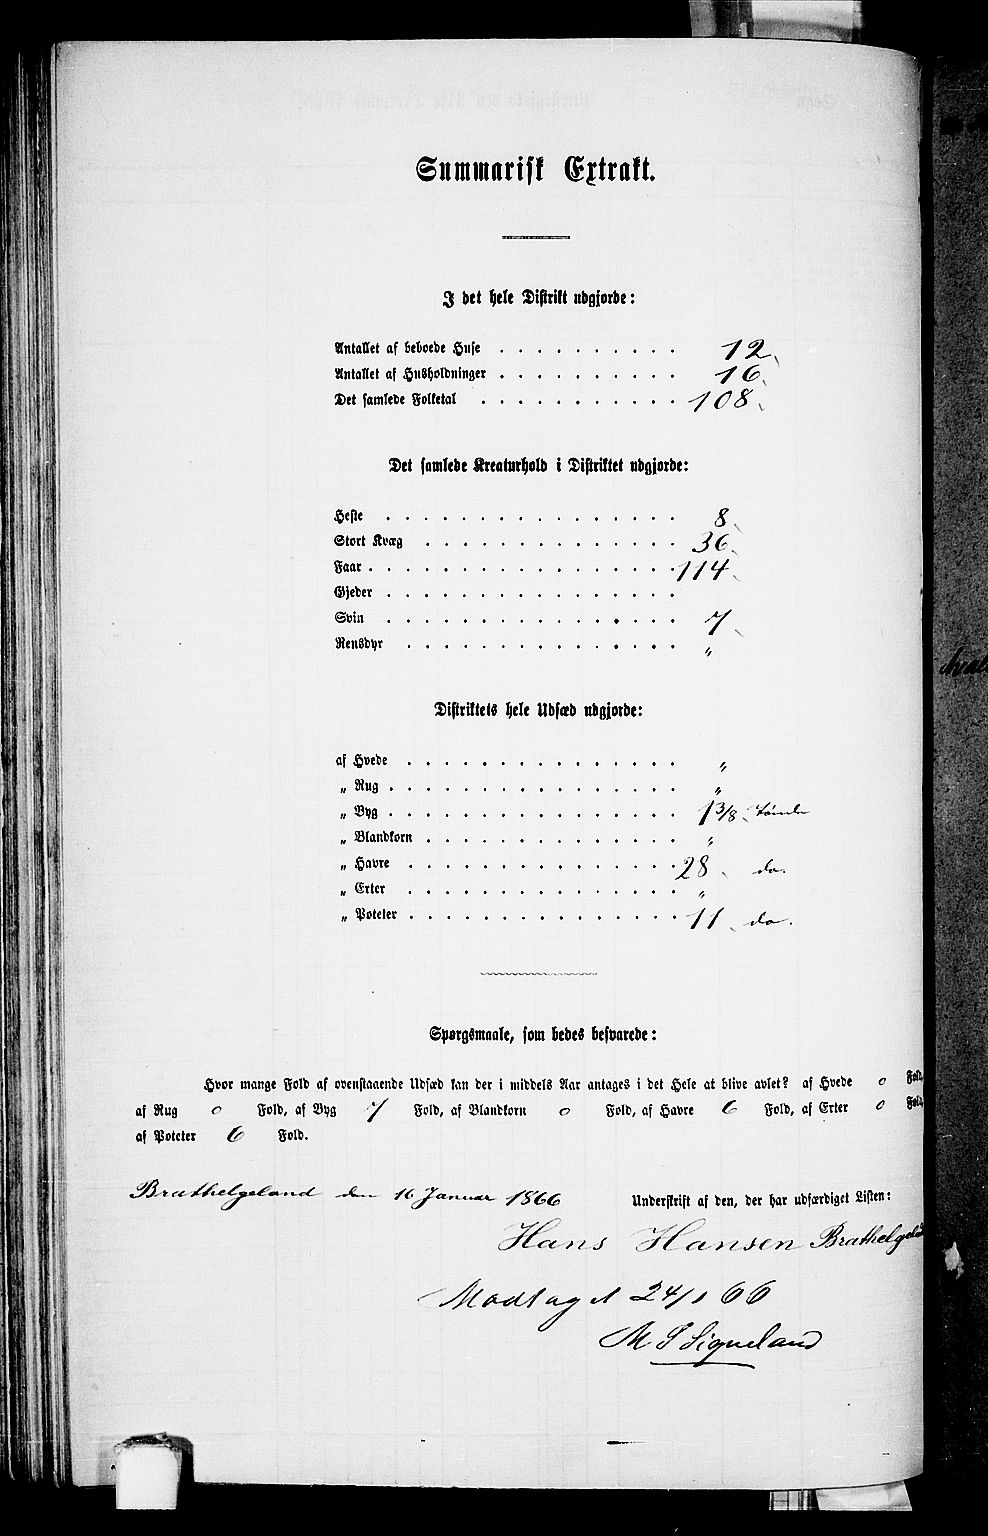 Summarisk Extrakt.
I det hele Distrikt udgjorde:
Antallet af beboede Huse . . . . . . . . . . 12
Antallet af Husholdninger . . . . . . . . . . 16
Det samlede Folketal . . . . . . . . . . . 108
Det samlede Kreaturhold i Distriktet udgjorde:
Heste . . . . . . . . . . . . . . . . 8
Stort Kvæg . . . . . . . . . . . . . . 36
Faar . . . . . . . . . . . . . . . . . 114
Gjeder . . . . . . . . . . . . . . . .
Svin . . . . . . . . . . . . . . . . 7
Rensdyr . . . . . . . . . . . . . . . "
Distriktets hele Udsæd udgjorde:
af Hvede . . . . . . . . . . . . . . . "
„ Rug . . . . . . . . . . . . . . . . "
„ Byg . . . . . . . . . . . . . . . . 1 3/8 Tønde
„ Blandkorn . . . . . . . . . . . . . . "
„ Havre . . . . . . . . . . . . . . . 28 do.
„ Erter . . . . . . . . . . . . . . . "
„ Poteter . . . . . . . . . . . . . . . 11 do.
Spørgsmaale, som bedes besvarede:
Hvor mange Fold af ovenstaaende Udsæd kan der i middels Aar antages i det Hele at blive avlet? af Hvede o Fold,
af Rug o Fold, af Byg 7 Fold, af Blandkorn o Fold, af Havre 6 Fold, af Erter o Fold,
af Poteter 6 Fold.
Brathelgeland den 16 Januar 1866
Underskrift af den, der har udfærdiget Listen:
Hans Hansen Brathelgeland
Modtaget 24/1 66
M S Siqveland